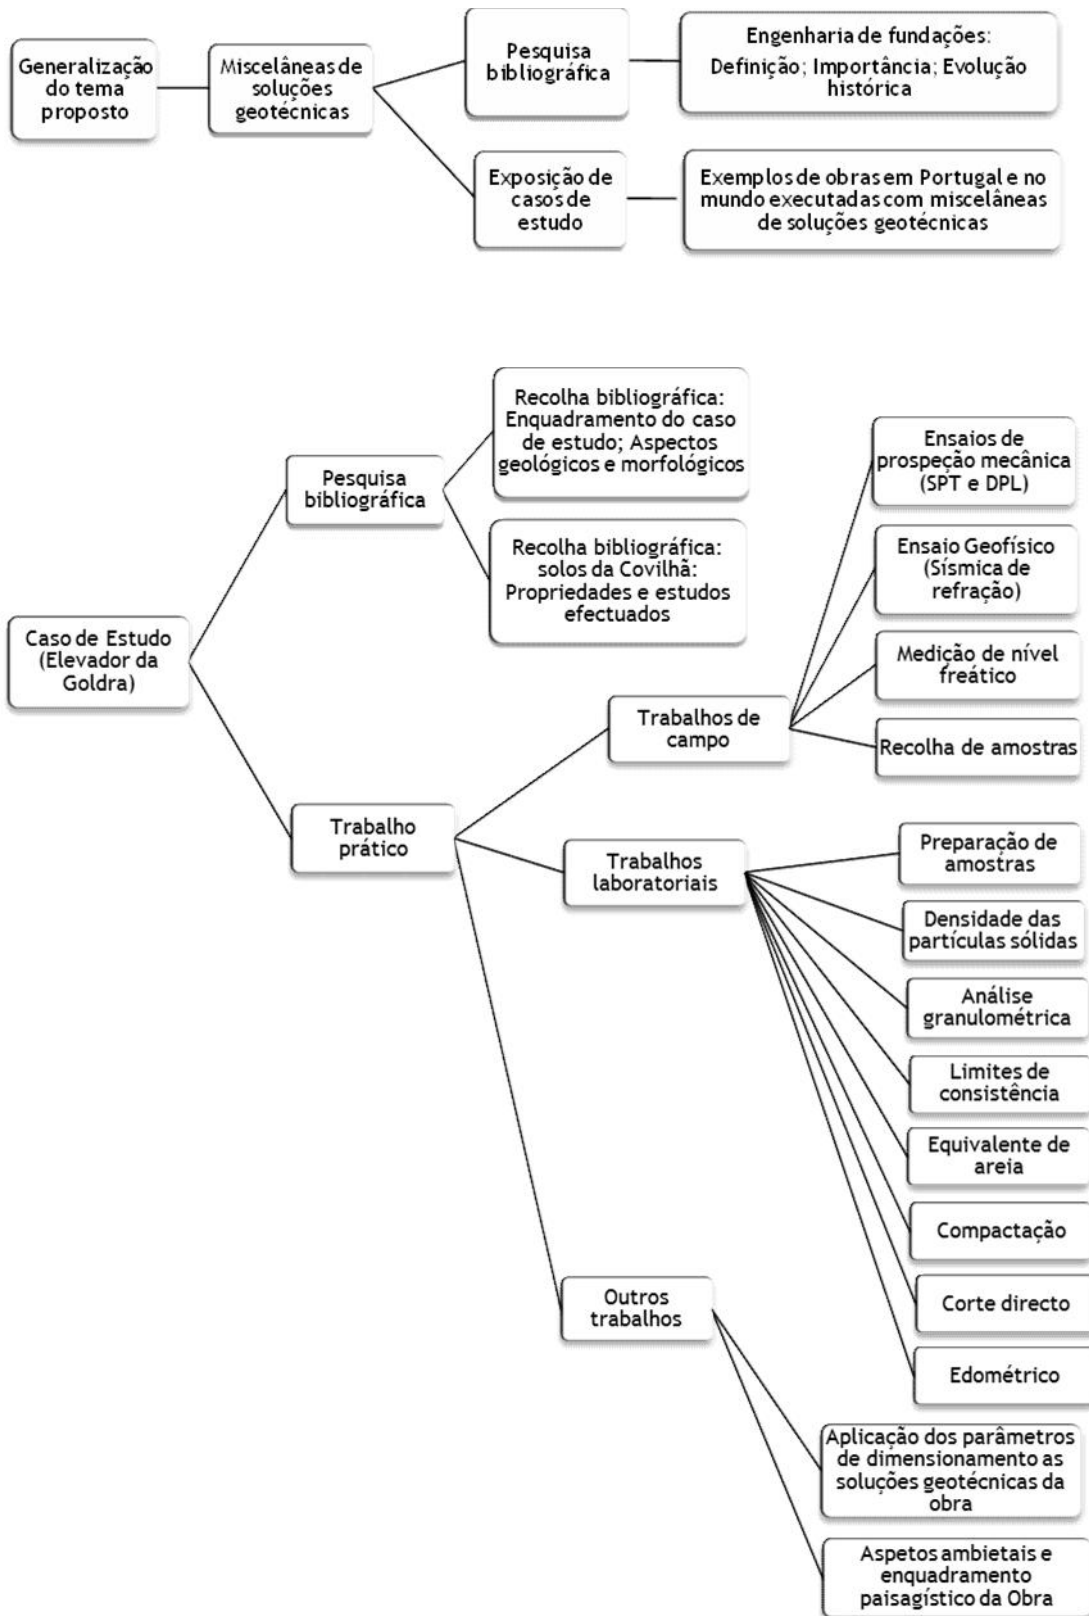 Generalização
do tema
proposto
Miscelâneas de
soluções
geotécnicas
Pesquisa
bibliográfica
Engenharia de fundações:
Definição; Importância; Evolução
histórica
Exposição de
casos de
estudo
Exemplos de obras em Portugal e no
mundo executadas com miscelâneas
de soluções geotécnicas
Caso de Estudo
(Elevador da
Goldra)
Pesquisa
bibliográfica
Recolha bibliográfica:
Enquadramento do caso
de estudo; Aspectos
geológicos e morfológicos
Recolha bibliográfica:
solos da Covilhã:
Propriedades e estudos
efectuados
Trabalho
prático
Trabalhos de
campo
Ensaios de
prospeção mecânica
(SPT e DPL)
Ensaio Geofísico
(Sísmica de
refração)
Medição de nível
freático
Recolha de amostras
Trabalhos
laboratoriais
Preparação de
amostras
Densidade das
partículas sólidas
Análise
granulométrica
Limites de
consistência
Equivalente de
areia
Compactação
Corte directo
Edométrico
Outros
trabalhos
Aplicação dos parâmetros
de dimensionamento as
soluções geotécnicas da
obra
Aspetos ambietais e
enquadramento
paisagístico da Obra